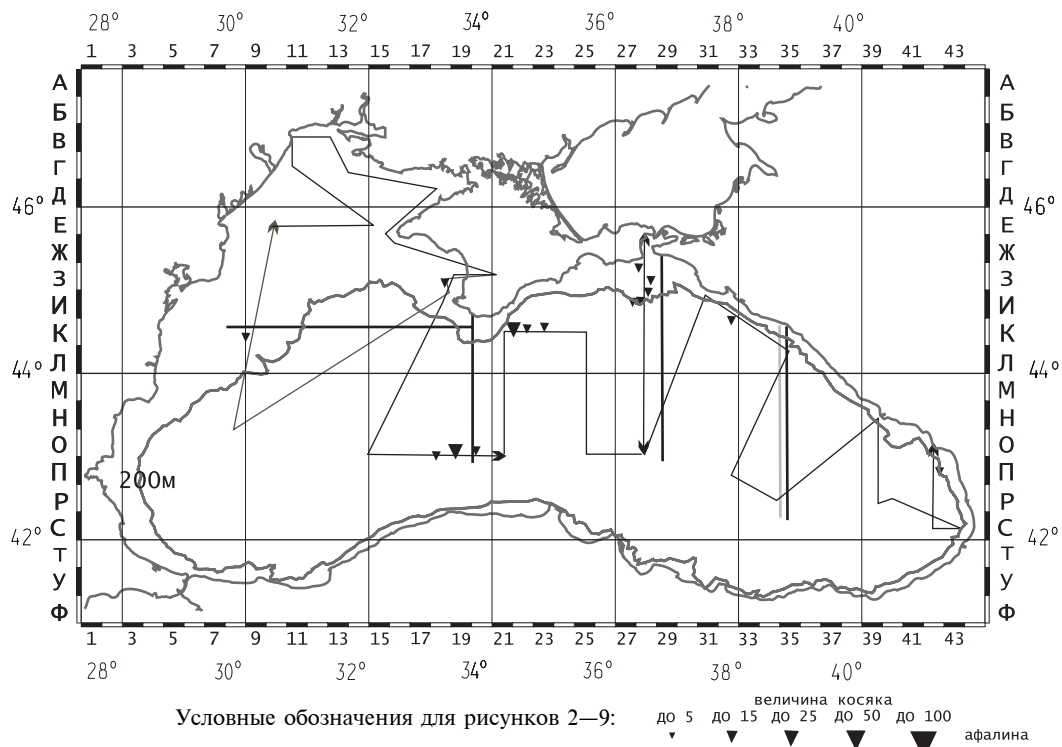 28° 30° 32° 34° 36° 38° 40°
1 3 5 7 9 11 13 15 17 19 21 23 25 27 29 31 33 35 37 39 41 43
А А
Б Б
В В
Г Г
Д Д
46° 46°
Е Е
Ж Ж
З З
И И
К К
Л Л
44° 44°
М М
Н Н
О О
П 200м П
Р Р
С С
42° 42°
Т Т
У У
Ф Ф
1 3 5 7 9 11 13 15 17 19 21 23 25 27 29 31 33 35 37 39 41 43
28° 30° 32° 34° 36° 38° 40°
величина косяка
Условные обозначения для рисунков 2—9: до 5 до 15 до 25 до 50 до 100
афалина